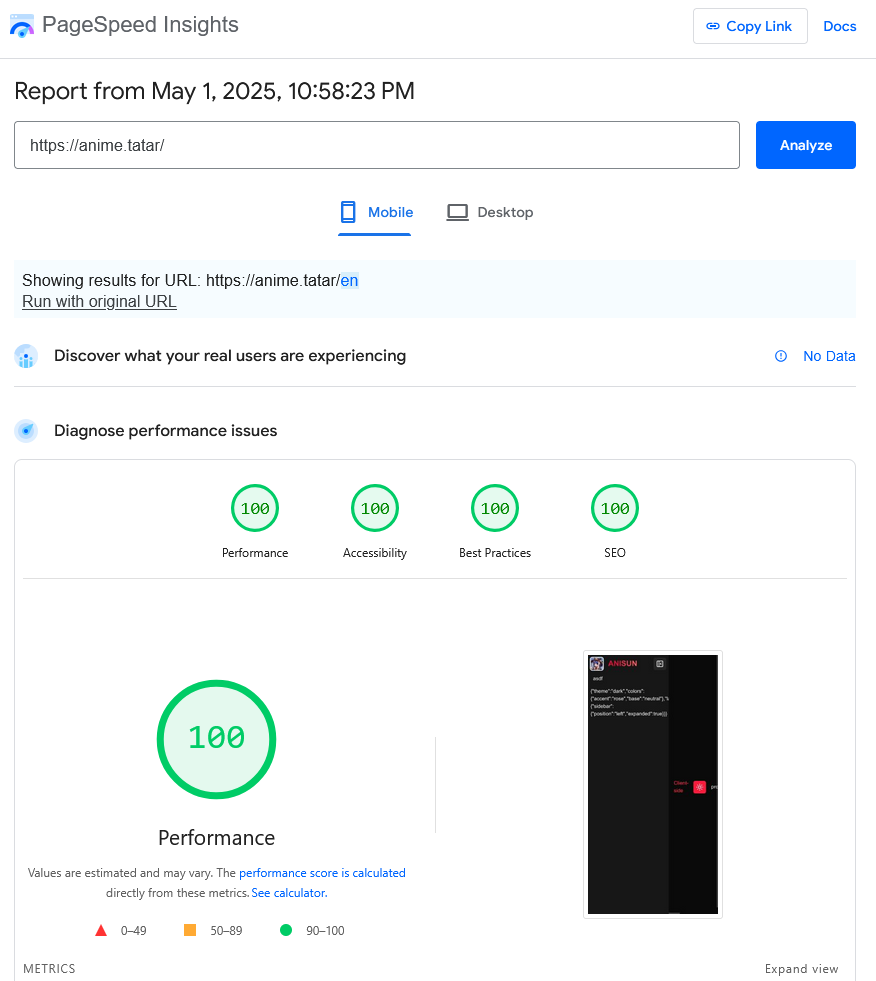 PageSpeed Insights
Copy Link
Docs
Report from May 1, 2025, 10:58:23 PM
https://anime.tatar/
Analyze
Mobile
Desktop
Showing results for URL: https://anime.tatar/en
Run with original URL
Discover what your real users are experiencing
No Data
Diagnose performance issues
100
100
100
100
Performance
Accessibility
Best Practices
SEO
100
Performance
Values are estimated and may vary. The performance score is calculated
directly from these metrics. See calculator.
0–49
50–89
90–100
ANISUN
asdf
{"theme":"dark","colors":
{"accent":"rose","base":"neutral"},
{"sidebar":
{"position":"left","expanded":true}}
Client-
side
METRICS
Expand view